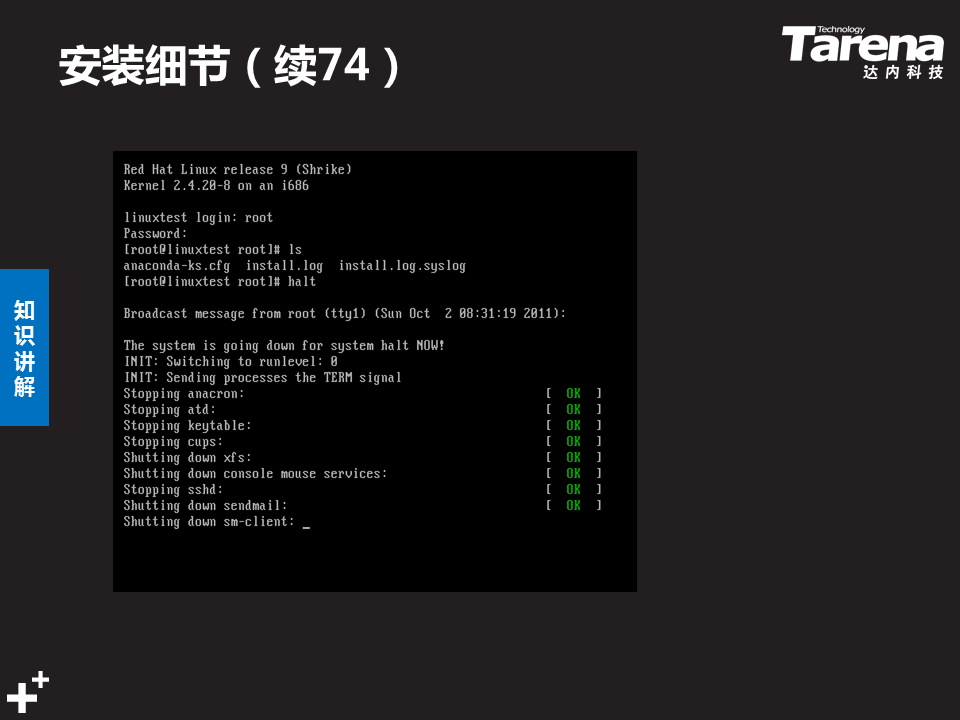 安装细节（续74）
Technology
Tarena
达内科技
知识讲解
Red Hat Linux release 9 (Shrike)
Kernel 2.4.20-8 on an i686
linuxtest login: root
Password:
[root@linuxtest root]# ls
anaconda-ks.cfg  install.log  install.log.syslog
[root@linuxtest root]# halt
Broadcast message from root (tty1) (Sun Oct  2 08:31:19 2011):
The system is going down for system halt NOW!
INIT: Switching to runlevel: 0
INIT: Sending processes the TERM signal
Stopping anacron: [  OK  ]
Stopping atd: [  OK  ]
Stopping keytable: [  OK  ]
Stopping cups: [  OK  ]
Shutting down xfs: [  OK  ]
Shutting down console mouse services: [  OK  ]
Stopping sshd: [  OK  ]
Shutting down sendmail: [  OK  ]
Shutting down sm-client: _